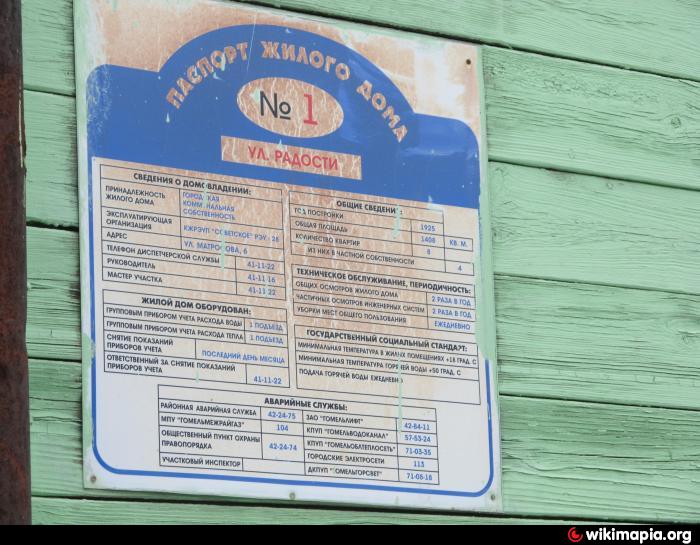 ПАСПОРТ ЖИЛОГО ДОМА
№ 1
УЛ. РАДОСТИ
СВЕДЕНИЯ О ДОМОВЛАДЕНИИ:
ПРИНАДЛЕЖНОСТЬ ЖИЛОГО ДОМА ГОРОДСКАЯ КОММУНАЛЬНАЯ СОБСТВЕННОСТЬ
ЭКСПЛУАТИРУЮЩАЯ ОРГАНИЗАЦИЯ КЖРЭУП "СОВЕТСКОЕ" РЭУ - 26
АДРЕС УЛ. МАТРОСОВА, 6
ТЕЛЕФОН ДИСПЕТЧЕРСКОЙ СЛУЖБЫ 41-11-22
РУКОВОДИТЕЛЬ 41-11-16
МАСТЕР УЧАСТКА 41-11-22
ЖИЛОЙ ДОМ ОБОРУДОВАН:
ГРУППОВЫМ ПРИБОРОМ УЧЕТА РАСХОДА ВОДЫ 1 ПОДЪЕЗД
ГРУППОВЫМ ПРИБОРОМ УЧЕТА РАСХОДА ТЕПЛА 1 ПОДЪЕЗД
СНЯТИЕ ПОКАЗАНИЙ ПРИБОРОВ УЧЕТА ПОСЛЕДНИЙ ДЕНЬ МЕСЯЦА
ОТВЕТСТВЕННЫЙ ЗА СНЯТИЕ ПОКАЗАНИЙ ПРИБОРОВ УЧЕТА 41-11-22
ОБЩИЕ СВЕДЕНИЯ:
ГОД ПОСТРОЙКИ 1925
ОБЩАЯ ПЛОЩАДЬ 1408 КВ. М.
КОЛИЧЕСТВО КВАРТИР 8
ИЗ НИХ В ЧАСТНОЙ СОБСТВЕННОСТИ 4
ТЕХНИЧЕСКОЕ ОБСЛУЖИВАНИЕ, ПЕРИОДИЧНОСТЬ:
ОБЩИХ ОСМОТРОВ ЖИЛОГО ДОМА 2 РАЗА В ГОД
ЧАСТИЧНЫХ ОСМОТРОВ ИНЖЕНЕРНЫХ СИСТЕМ 2 РАЗА В ГОД
УБОРКИ МЕСТ ОБЩЕГО ПОЛЬЗОВАНИЯ ЕЖЕДНЕВНО
ГОСУДАРСТВЕННЫЙ СОЦИАЛЬНЫЙ СТАНДАРТ:
МИНИМАЛЬНАЯ ТЕМПЕРАТУРА В ЖИЛЫХ ПОМЕЩЕНИЯХ +18 ГРАД. С
МИНИМАЛЬНАЯ ТЕМПЕРАТУРА ГОРЯЧЕЙ ВОДЫ +50 ГРАД. С
ПОДАЧА ГОРЯЧЕЙ ВОДЫ ЕЖЕДНЕВНО
АВАРИЙНЫЕ СЛУЖБЫ:
РАЙОННАЯ АВАРИЙНАЯ СЛУЖБА 42-24-75
МПУ "ГОМЕЛЬМЕЖРАЙГАЗ" 104
ОБЩЕСТВЕННЫЙ ПУНКТ ОХРАНЫ ПРАВОПОРЯДКА 42-24-74
УЧАСТКОВЫЙ ИНСПЕКТОР
ЗАО "ГОМЕЛЬЛИФТ" 42-64-11
КПУП "ГОМЕЛЬВОДОКАНАЛ" 57-53-24
КПУП "ГОМЕЛЬОБЛТЕПЛОСЕТЬ" 71-03-35
ГОРОДСКИЕ ЭЛЕКТРОСЕТИ 113
ДКПУП "ГОМЕЛЬГОРСВЕТ" 71-08-18
wikimapia.org